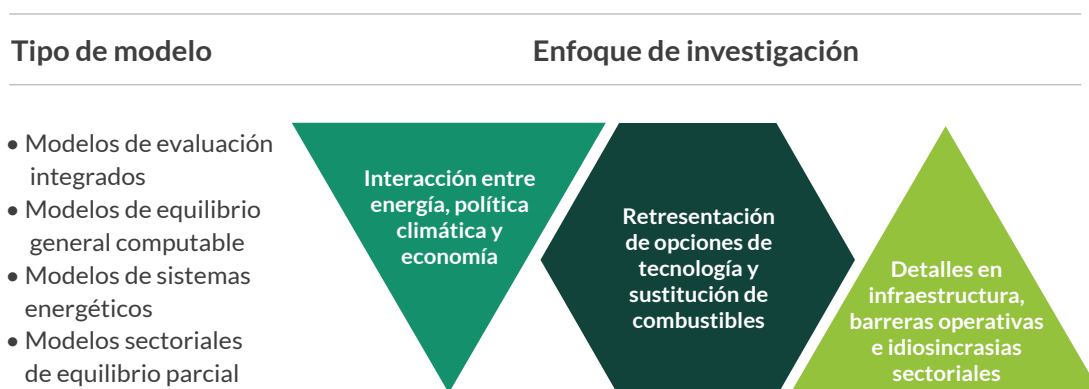 Tipo de modelo
Enfoque de investigación
• Modelos de evaluación
integrados
• Modelos de equilibrio
general computable
• Modelos de sistemas
energéticos
• Modelos sectoriales
de equilibrio parcial
Interacción entre
energía, política
climática y
economía
Retresentación
de opciones de
tecnología y
sustitución de
combustibles
Detalles en
infraestructura,
barreras operativas
e idiosincrasias
sectoriales